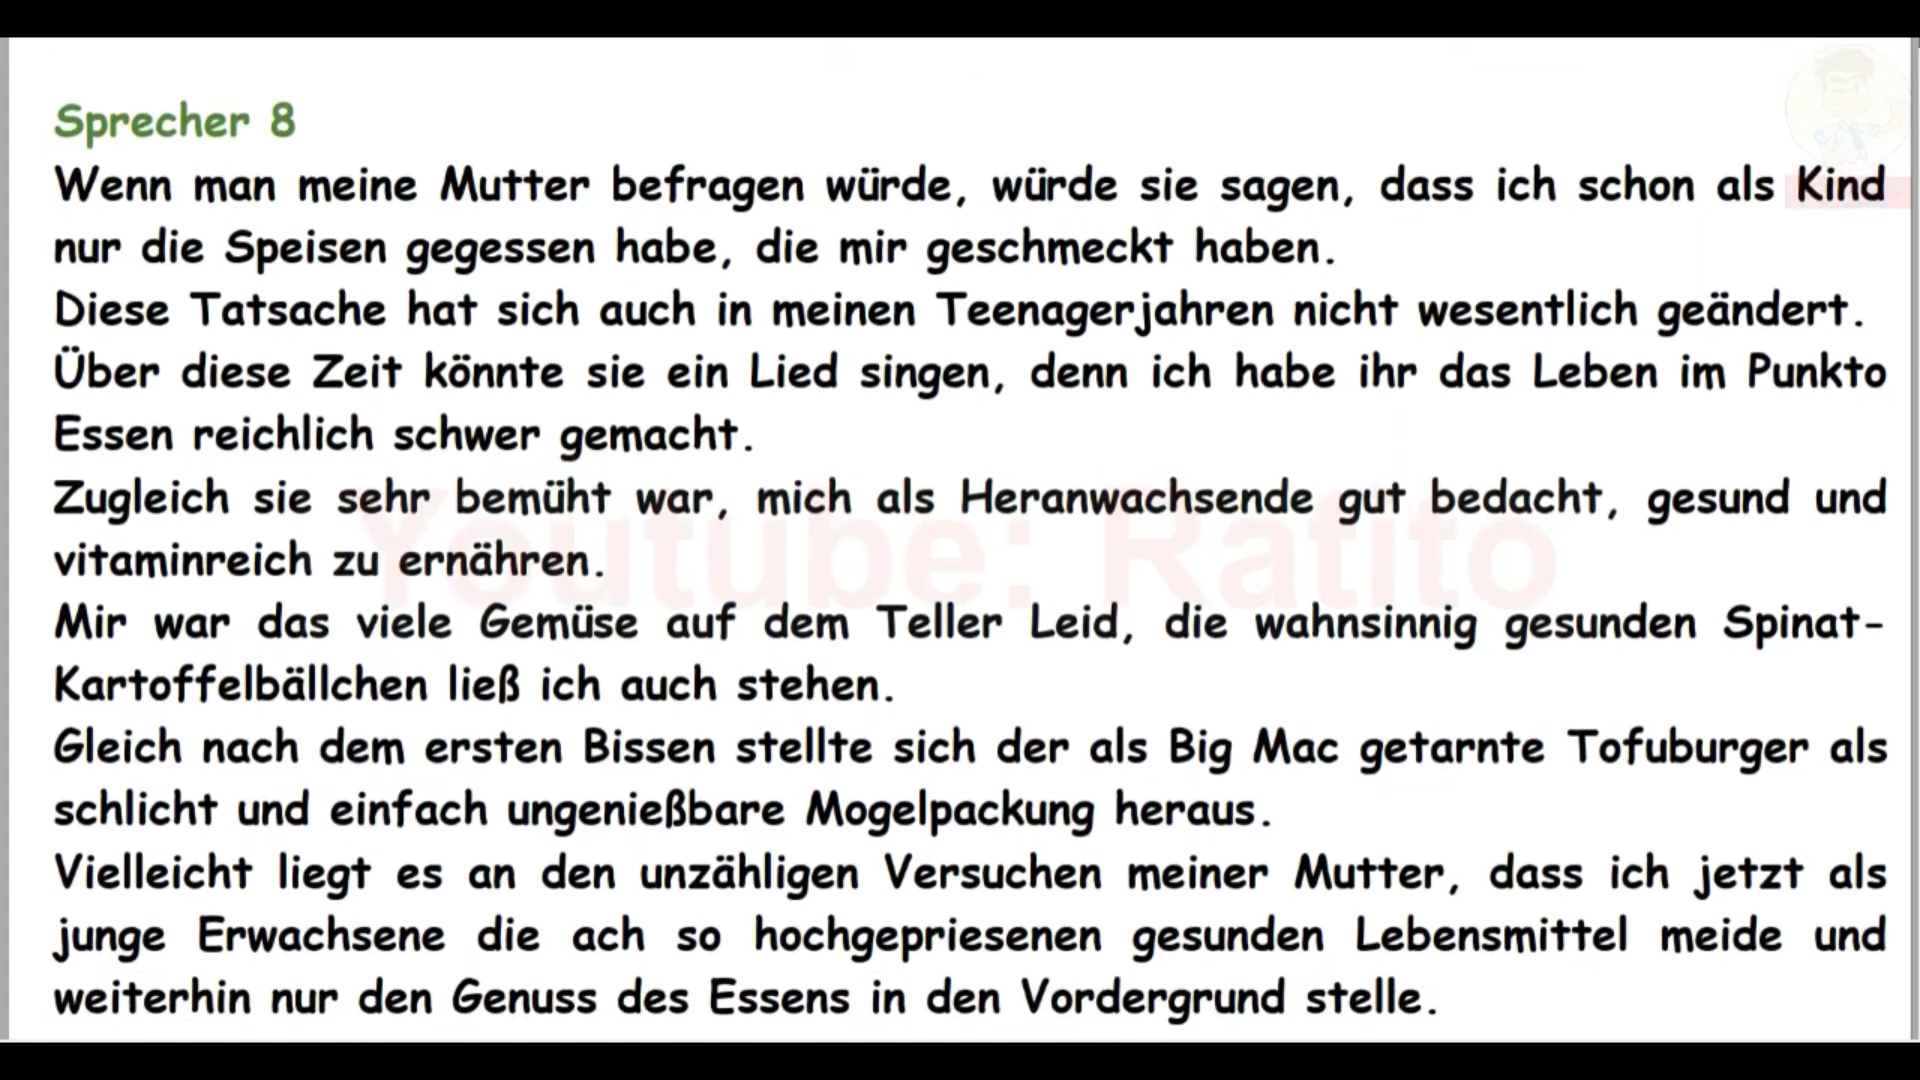 Sprecher 8
Wenn man meine Mutter befragen würde, würde sie sagen, dass ich schon als Kind
nur die Speisen gegessen habe, die mir geschmeckt haben.
Diese Tatsache hat sich auch in meinen Teenagerjahren nicht wesentlich geändert.
Über diese Zeit könnte sie ein Lied singen, denn ich habe ihr das Leben im Punkto
Essen reichlich schwer gemacht.
Zugleich sie sehr bemüht war, mich als Heranwachsende gut bedacht, gesund und
vitaminreich zu ernähren.
Youtube: Rafito
Mir war das viele Gemüse auf dem Teller Leid, die wahnsinnig gesunden Spinat-
Kartoffelbällchen ließ ich auch stehen.
Gleich nach dem ersten Bissen stellte sich der als Big Mac getarnte Tofuburger als
schlicht und einfach ungenießbare Mogelpackung heraus.
Vielleicht liegt es an den unzähligen Versuchen meiner Mutter, dass ich jetzt als
junge Erwachsene die ach so hochgepriesenen gesunden Lebensmittel meide und
weiterhin nur den Genuss des Essens in den Vordergrund stelle.